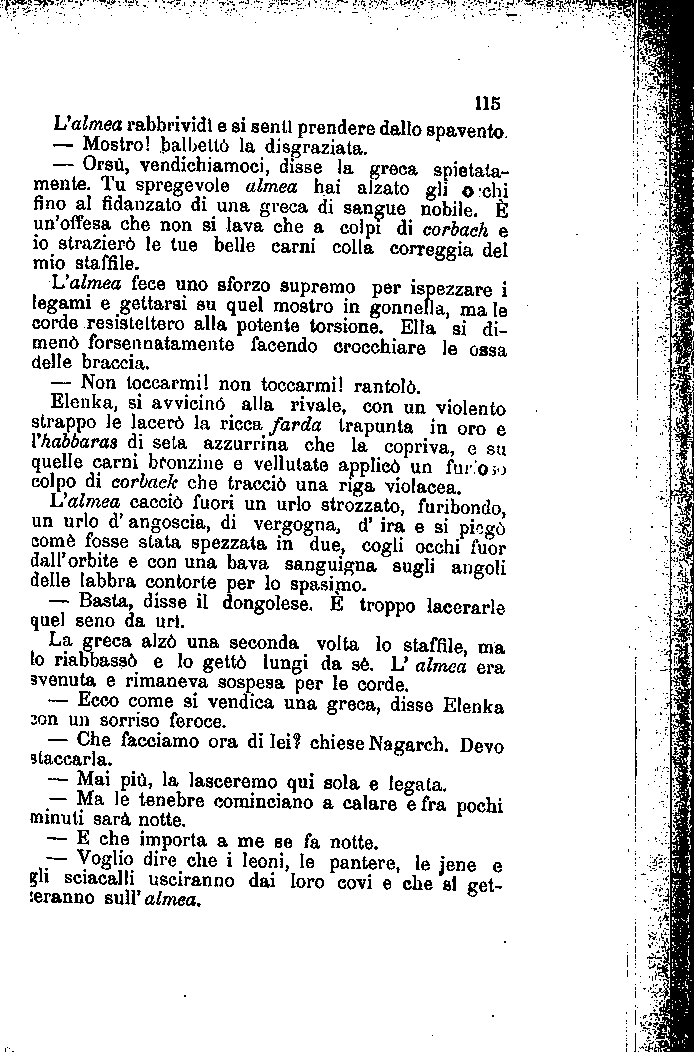 115
L'almea rabbrividì e si sentì prendere dallo spavento.
— Mostro! balbettò la disgraziata.
— Orsù, vendichiamoci, disse la greca spietata-
mente. Tu spregevole almea hai alzato gli occhi
fino al fidanzato di una greca di sangue nobile. È
un'offesa che non si lava che a colpi di corbach e
io strazierò le tue belle carni colla correggia del
mio staffile.
L'almea fece uno sforzo supremo per ispezzare i
legami e gettarsi su quel mostro in gonnella, ma le
corde resistettero alla potente torsione. Ella si di-
menò forsennatamente facendo crocchiare le ossa
delle braccia.
— Non toccarmi! non toccarmi! rantolò.
Elenka, si avvicinò alla rivale, con un violento
strappo le lacerò la ricca farda trapunta in oro e
l'habbaras di seta azzurrina che la copriva, e su
quelle carni bronzine e vellutate applicò un furioso
colpo di corback che tracciò una riga violacea.
L'almea cacciò fuori un urlo strozzato, furibondo,
un urlo d' angoscia, di vergogna, d' ira e si piegò
comè fosse stata spezzata in due, cogli occhi fuor
dall'orbite e con una bava sanguigna sugli angoli
delle labbra contorte per lo spasimo.
— Basta, disse il dongolese. E troppo lacerarle
quel seno da urì.
La greca alzò una seconda volta lo staffile, ma
lo riabbassò e lo gettò lungi da sè. L' almea era
svenuta e rimaneva sospesa per le corde.
— Ecco come si vendica una greca, disse Elenka
con un sorriso feroce.
— Che facciamo ora di lei? chiese Nagarch. Devo
staccarla.
— Mai più, la lasceremo qui sola e legata.
— Ma le tenebre cominciano a calare e fra pochi
minuti sarà notte.
— E che importa a me se fa notte.
— Voglio dire che i leoni, le pantere, le jene e
gli sciacalli usciranno dai loro covi e che si get-
teranno sull' almea.